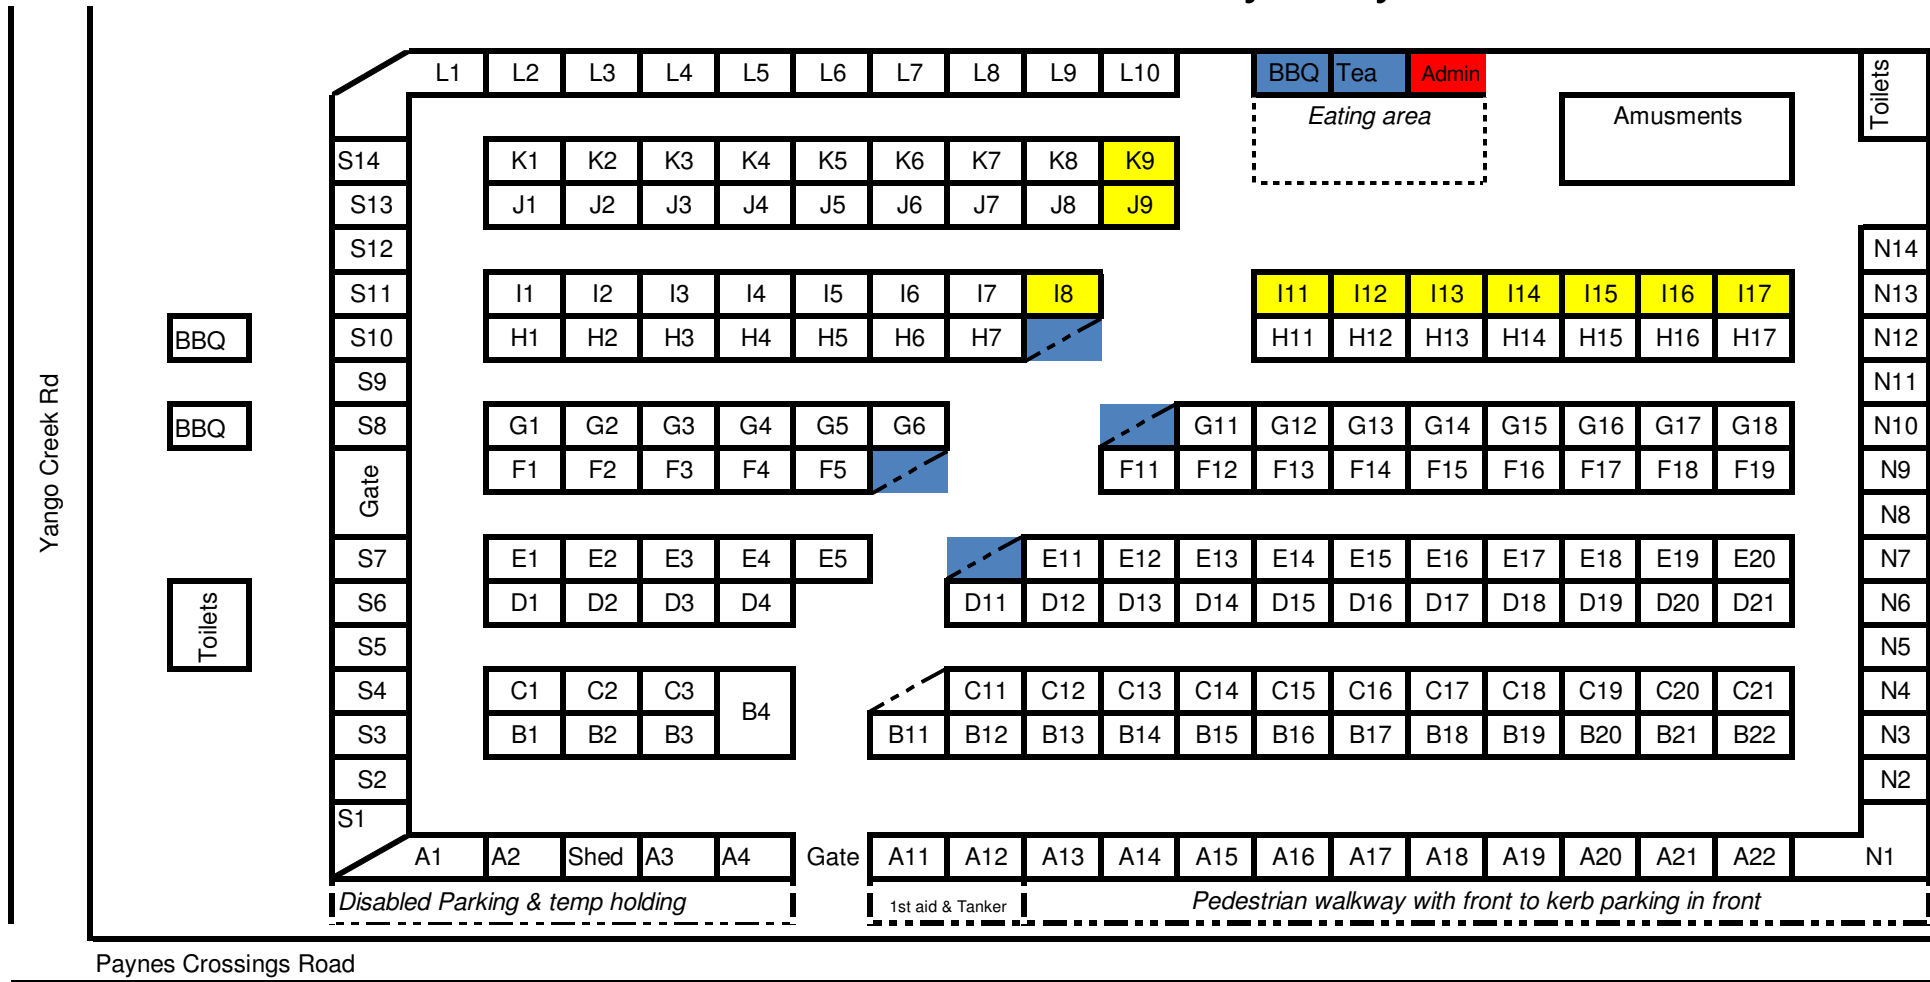 L1 L2 L3 L4 L5 L6 L7 L8 L9 L10 BBQ Tea Admin Toilets
Eating area Amusments
S14 K1 K2 K3 K4 K5 K6 K7 K8 K9
S13 J1 J2 J3 J4 J5 J6 J7 J8 J9
S12 N14
S11 I1 I2 I3 I4 I5 I6 I7 I8 I11 I12 I13 I14 I15 I16 I17 N13
BBQ S10 H1 H2 H3 H4 H5 H6 H7 H11 H12 H13 H14 H15 H16 H17 N12
S9 N11
Yango Creek Rd
BBQ S8 G1 G2 G3 G4 G5 G6 G11 G12 G13 G14 G15 G16 G17 G18 N10
Gate F1 F2 F3 F4 F5 F11 F12 F13 F14 F15 F16 F17 F18 F19 N9
N8
S7 E1 E2 E3 E4 E5 E11 E12 E13 E14 E15 E16 E17 E18 E19 E20 N7
Toilets S6 D1 D2 D3 D4 D11 D12 D13 D14 D15 D16 D17 D18 D19 D20 D21 N6
S5 N5
S4 C1 C2 C3 B4 C11 C12 C13 C14 C15 C16 C17 C18 C19 C20 C21 N4
S3 B1 B2 B3 B11 B12 B13 B14 B15 B16 B17 B18 B19 B20 B21 B22 N3
S2 N2
S1
A1 A2 Shed A3 A4 Gate A11 A12 A13 A14 A15 A16 A17 A18 A19 A20 A21 A22 N1
Disabled Parking & temp holding 1st aid & Tanker Pedestrian walkway with front to kerb parking in front
Paynes Crossings Road